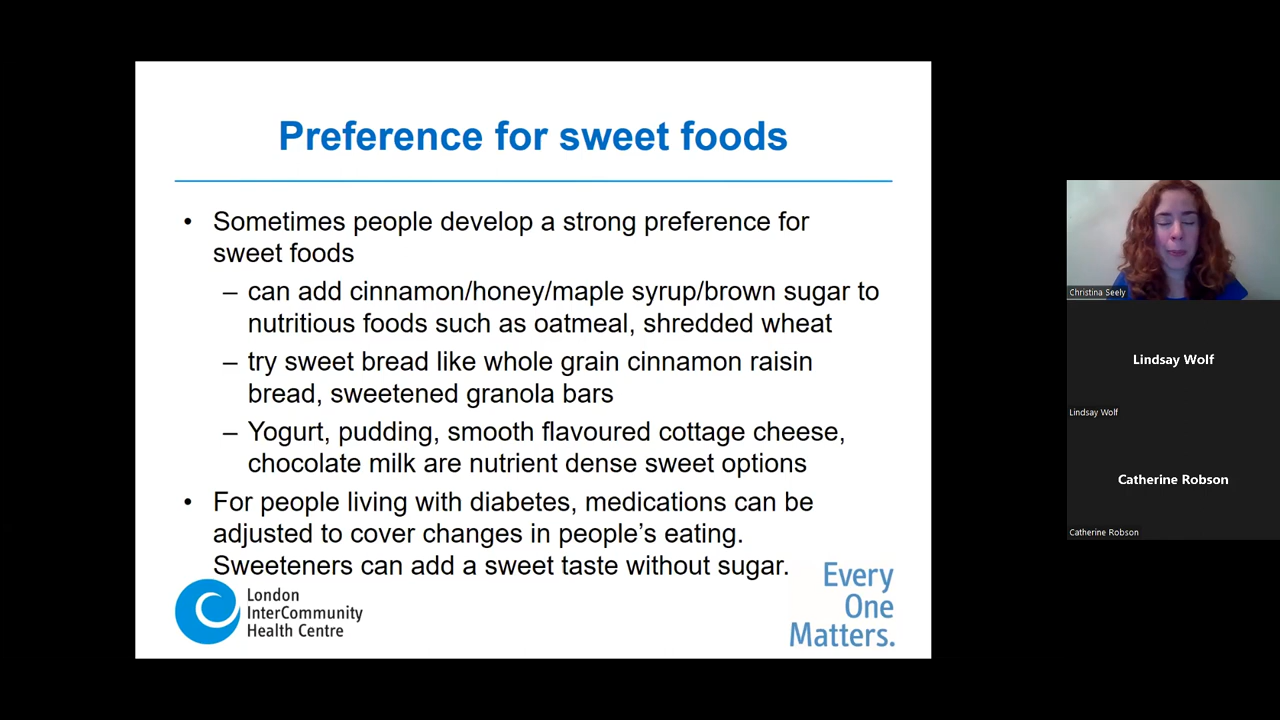 Preference for sweet foods
• Sometimes people develop a strong preference for
sweet foods
– can add cinnamon/honey/maple syrup/brown sugar to
nutritious foods such as oatmeal, shredded wheat
– try sweet bread like whole grain cinnamon raisin
bread, sweetened granola bars
– Yogurt, pudding, smooth flavoured cottage cheese,
chocolate milk are nutrient dense sweet options
• For people living with diabetes, medications can be
adjusted to cover changes in people’s eating.
Sweeteners can add a sweet taste without sugar.
London
InterCommunity
Health Centre
Every
One
Matters.
Christina Seely
Lindsay Wolf
Lindsay Wolf
Catherine Robson
Catherine Robson